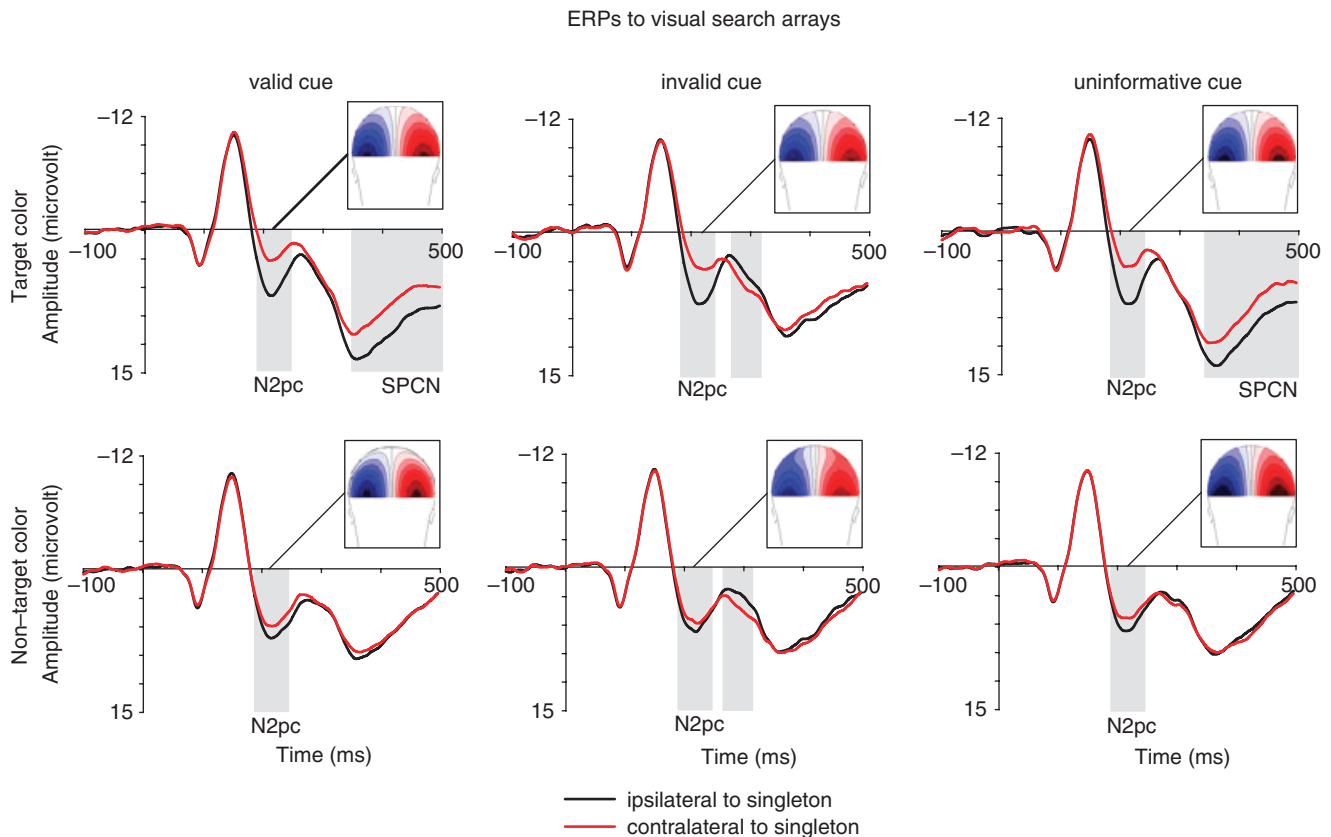 ERPs to visual search arrays
valid cue
invalid cue
uninformative cue
Target color
Amplitude (microvolt)
−12
−100
500
15
N2pc
SPCN
−12
−100
500
15
N2pc
−12
−100
500
15
N2pc
SPCN
Non–target color
Amplitude (microvolt)
−12
−100
500
15
N2pc
Time (ms)
−12
−100
500
15
N2pc
Time (ms)
−12
−100
500
15
N2pc
Time (ms)
ipsilateral to singleton
contralateral to singleton